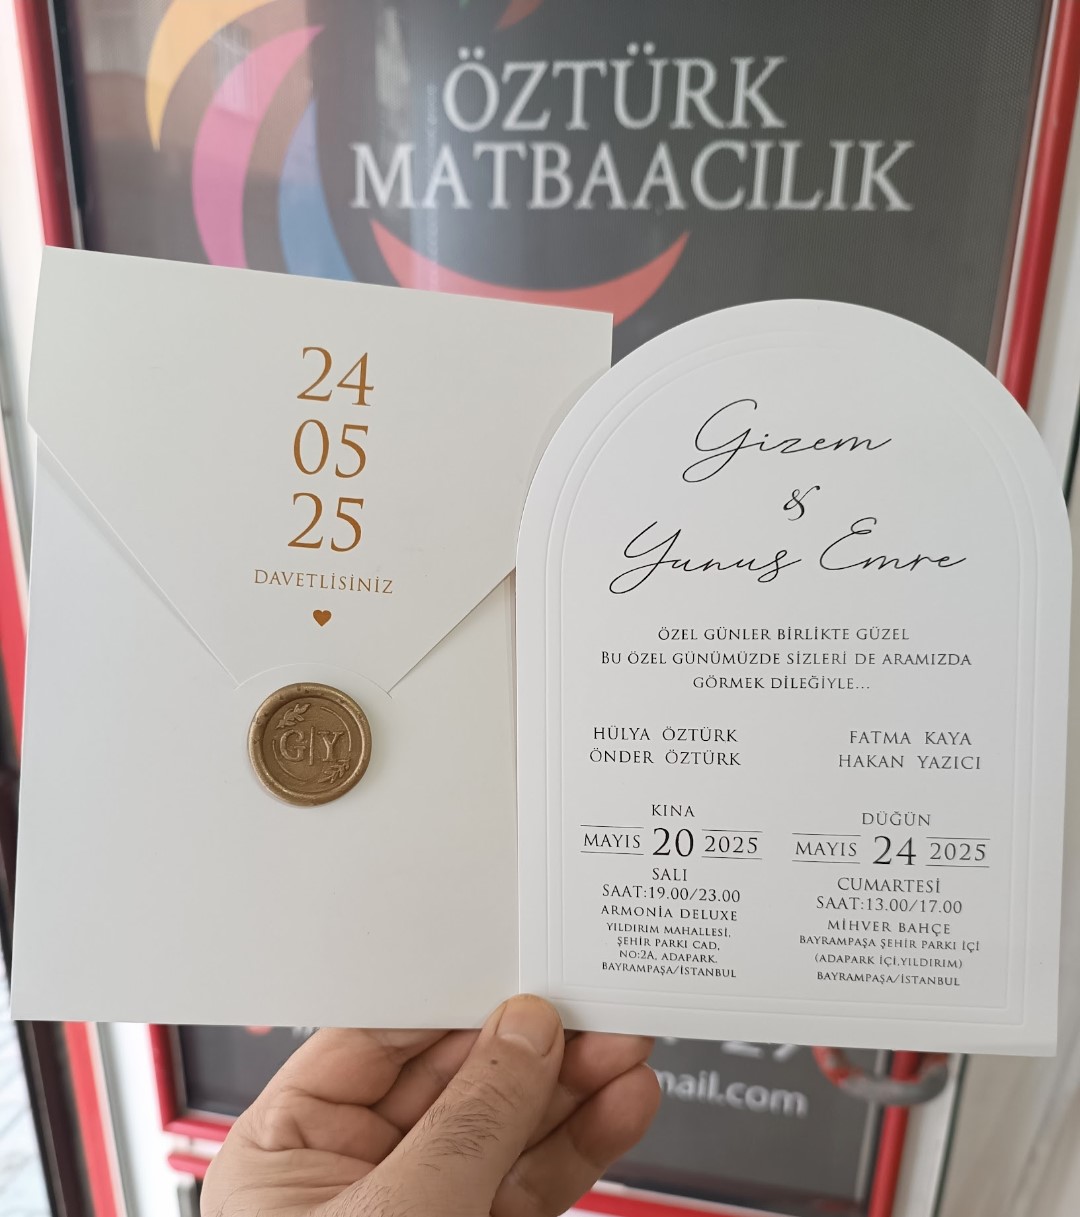 ÖZTÜRK
MATBAACILIK
24
05
25
DAVETLİSİNİZ
G|Y
Gizem
&
Yunus Emre
ÖZEL GÜNLER BİRLİKTE GÜZEL
BU ÖZEL GÜNÜMÜZDE SİZLERİ DE ARAMIZDA
GÖRMEK DİLEĞİYLE...
HÜLYA ÖZTÜRK
ÖNDER ÖZTÜRK
FATMA KAYA
HAKAN YAZICI
KINA
MAYIS 20 2025
SALI
SAAT:19.00/23.00
ARMONİA DELUXE
YILDIRIM MAHALLESİ,
ŞEHİR PARKI CAD,
NO:2A, ADAPARK.
BAYRAMPAŞA/İSTANBUL
DÜĞÜN
MAYIS 24 2025
CUMARTESİ
SAAT:13.00/17.00
MİHVER BAHÇE
BAYRAMPAŞA ŞEHİR PARKI İÇİ
(ADAPARK İÇİ,YILDIRIM)
BAYRAMPAŞA/İSTANBUL
mail.com